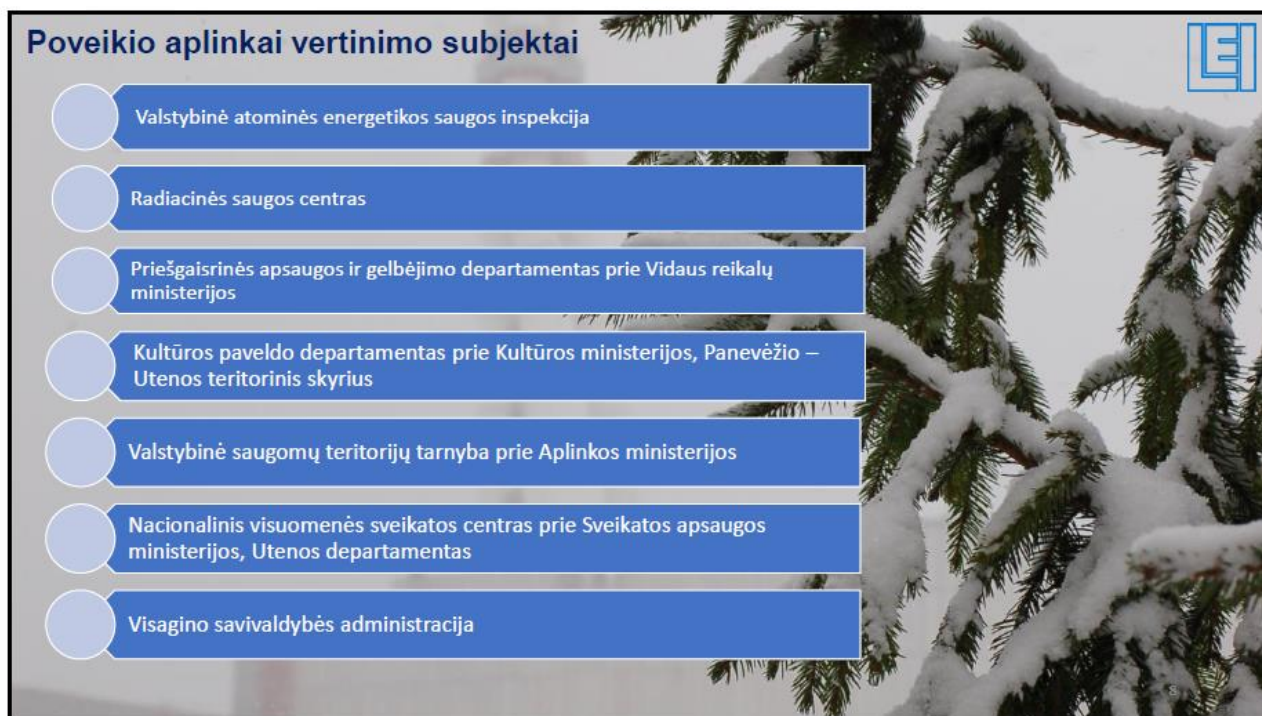 Poveikio aplinkai vertinimo subjektai
LEI
Valstybinė atominės energetikos saugos inspekcija
Radiacinės saugos centras
Priešgaisrinės apsaugos ir gelbėjimo departamentas prie Vidaus reikalų
ministerijos
Kultūros paveldo departamentas prie Kultūros ministerijos, Panevėžio –
Utenos teritorinis skyrius
Valstybinė saugomų teritorijų tarnyba prie Aplinkos ministerijos
Nacionalinis visuomenės sveikatos centras prie Sveikatos apsaugos
ministerijos, Utenos departamentas
Visagino savivaldybės administracija
8